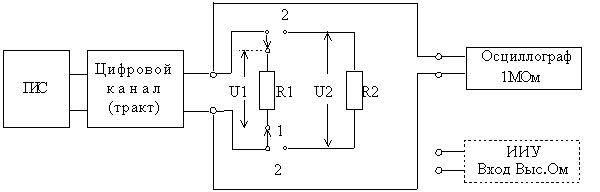 2
ПИС
Цифровой
канал
(тракт)
U1
R1
U2
R2
1
2
Осциллограф
1МОм
ИИУ
Вход Выс.Ом